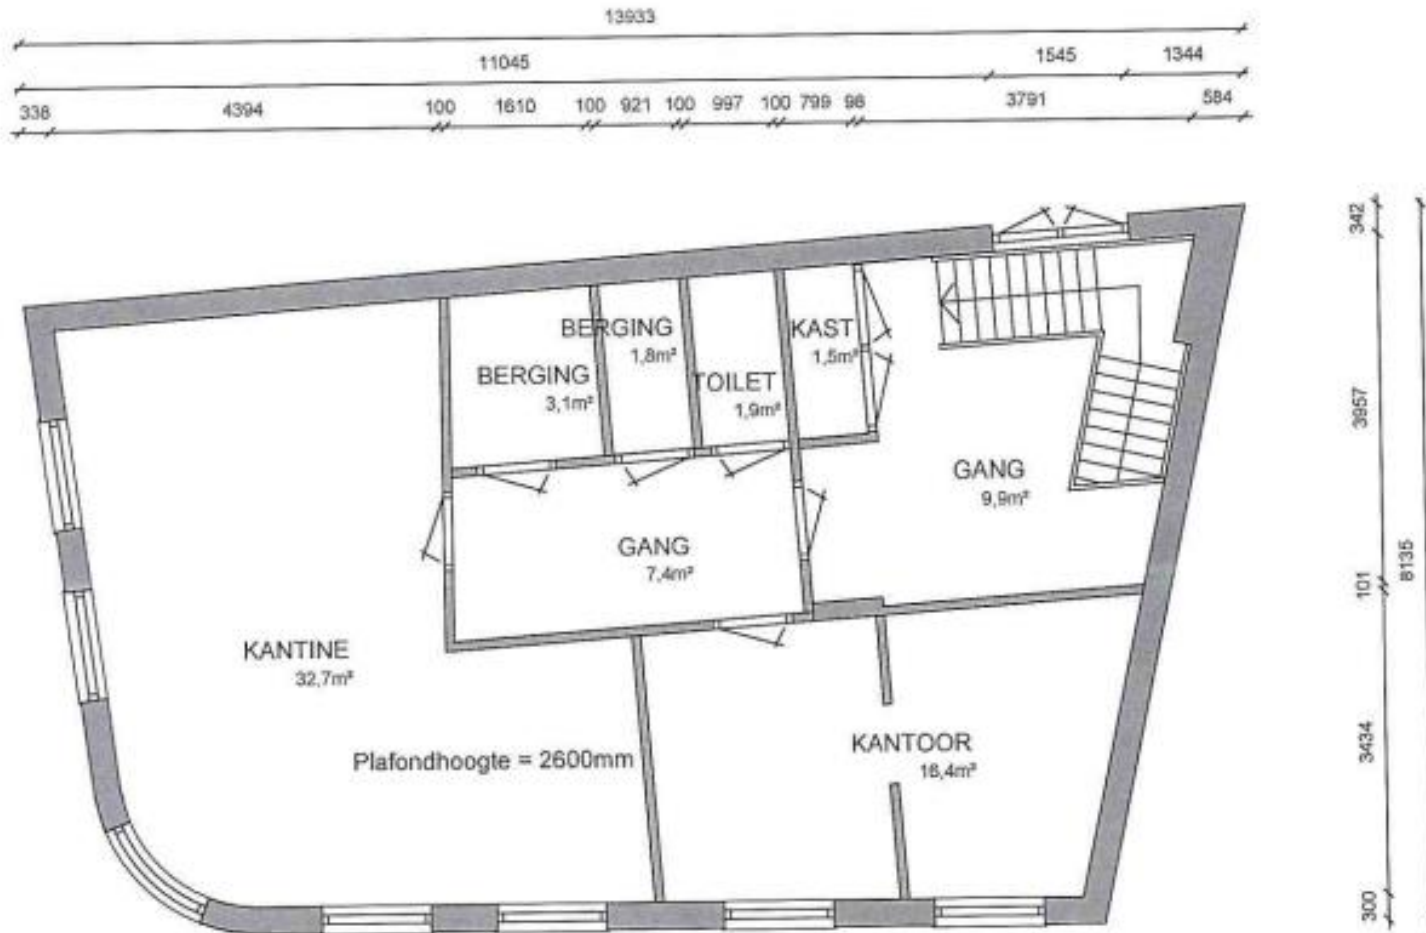 13933
11045 1545 1344
338 4394 100 1610 100 921 100 997 100 799 98 3791 584
342
3957
101
8135
3434
300
BERGING
1,8m²
KAST
1,5m²
BERGING
3,1m²
TOILET
1,9m²
GANG
9,9m²
GANG
7,4m²
KANTINE
32,7m²
KANTOOR
16,4m²
Plafondhoogte = 2600mm